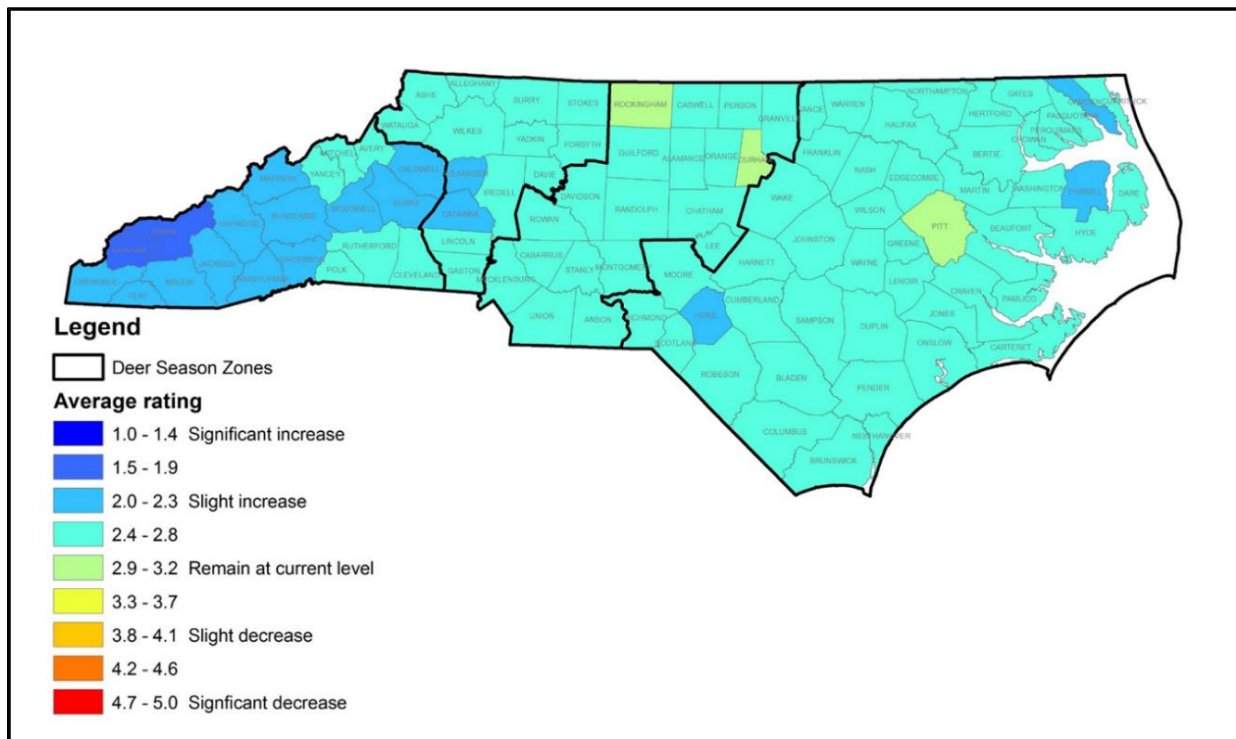 ALLEGHANY
ASHE
SURRY
STOKES
ROCKINGHAM
CASWELL
PERSON
GRANVILLE
VANCE
WARREN
NORTHAMPTON
GATES
HERTFORD
HALIFAX
WATAUGA
WILKES
YADKIN
FORSYTH
GUILFORD
ALAMANCE
ORANGE
DURHAM
FRANKLIN
BERTIE
CHOWAN
PERQUIMANS
MITCHELL
AVERY
YANCEY
CALDWELL
ALEXANDER
IREDELL
DAVIE
DAVIDSON
NASH
EDGECOMBE
MARTIN
WASHINGTON
TYRRELL
DARE
MADISON
BUNCOMBE
MCDOWELL
BURKE
CATAWBA
ROWAN
RANDOLPH
CHATHAM
WAKE
WILSON
PITT
BEAUFORT
HYDE
HAYWOOD
SWAIN
GRAHAM
JACKSON
HENDERSON
RUTHERFORD
LINCOLN
CABARRUS
LEE
JOHNSTON
GREENE
WAYNE
LENOIR
CRAVEN
PAMLICO
CHEROKEE
MACON
CLAY
TRANSYLVANIA
POLK
CLEVELAND
GASTON
MECKLENBURG
STANLY
MONTGOMERY
MOORE
HARNETT
CUMBERLAND
HOKE
SAMPSON
DUPLIN
JONES
ONSLOW
CARTERET
UNION
ANSON
RICHMOND
SCOTLAND
ROBESON
BLADEN
PENDER
COLUMBUS
NEW HANOVER
BRUNSWICK
Legend
Deer Season Zones
Average rating
1.0 - 1.4 Significant increase
1.5 - 1.9
2.0 - 2.3 Slight increase
2.4 - 2.8
2.9 - 3.2 Remain at current level
3.3 - 3.7
3.8 - 4.1 Slight decrease
4.2 - 4.6
4.7 - 5.0 Signficant decrease